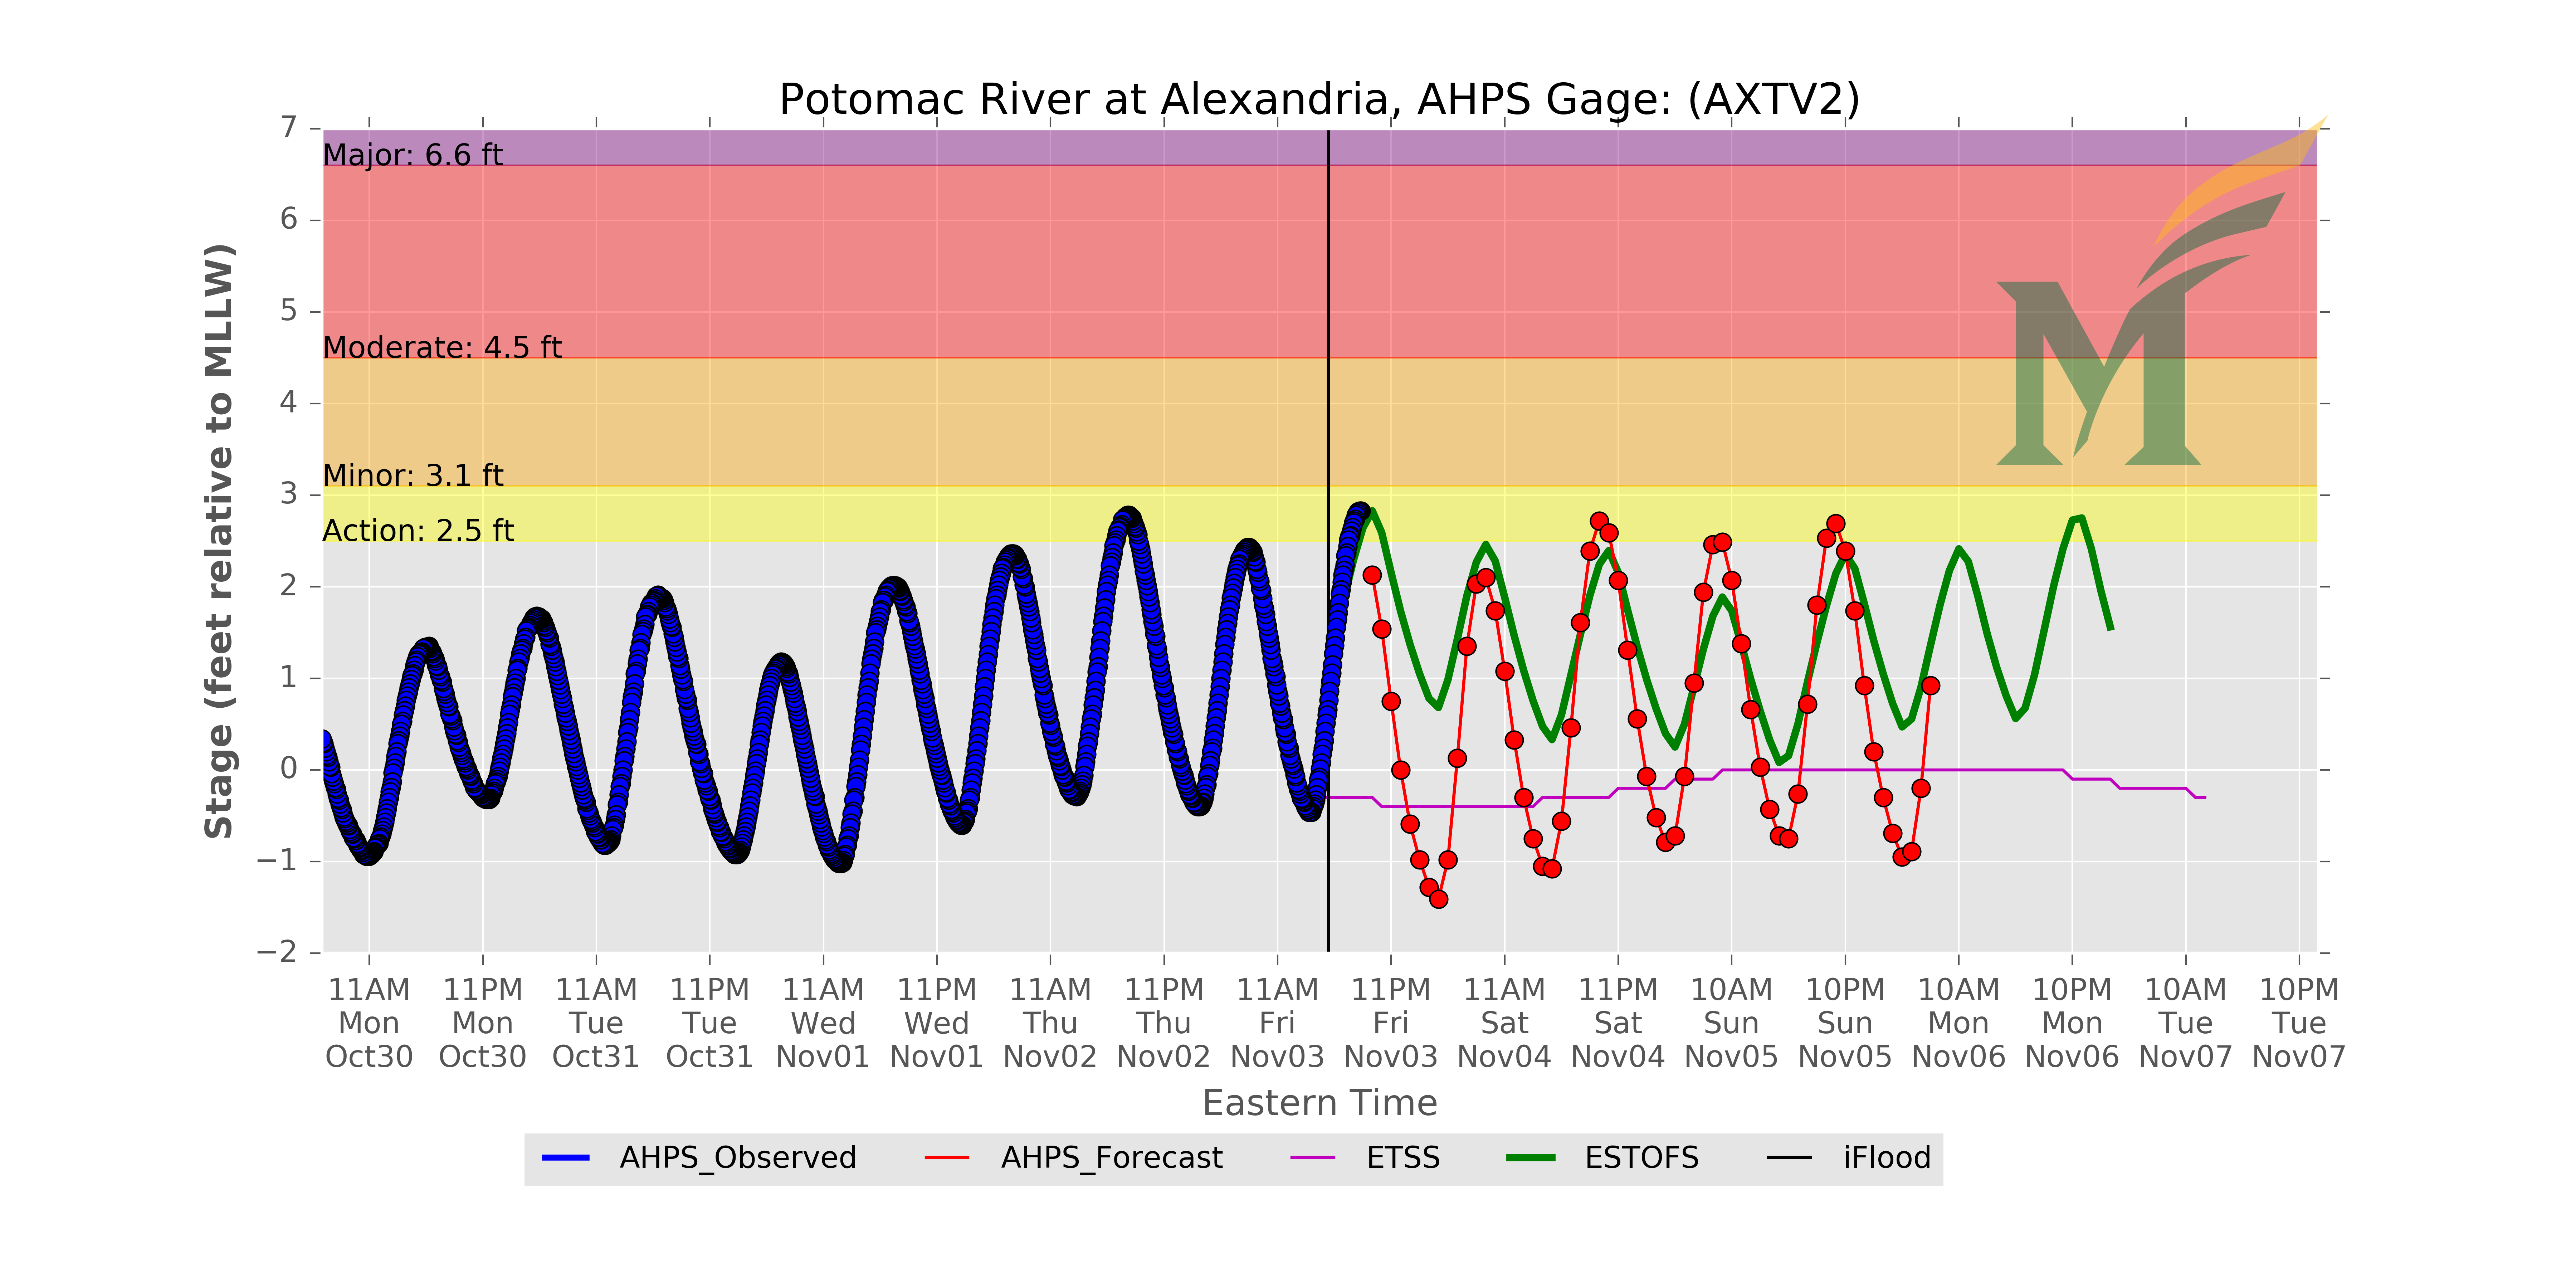 Potomac River at Alexandria, AHPS Gage: (AXTV2)
7
6
5
4
3
2
1
0
−1
−2
Stage (feet relative to MLLW)
Major: 6.6 ft
Moderate: 4.5 ft
Minor: 3.1 ft
Action: 2.5 ft
M
11AM 11PM 11AM 11PM 11AM 11PM 11AM 11PM 11AM 11PM 11AM 11PM 10AM 10PM 10AM 10PM 10AM 10PM
Mon Mon Tue Tue Wed Wed Thu Thu Fri Fri Sat Sat Sun Sun Mon Mon Tue Tue
Oct30 Oct30 Oct31 Oct31 Nov01 Nov01 Nov02 Nov02 Nov03 Nov03 Nov04 Nov04 Nov05 Nov05 Nov06 Nov06 Nov07 Nov07
Eastern Time
AHPS_Observed AHPS_Forecast ETSS ESTOFS iFlood